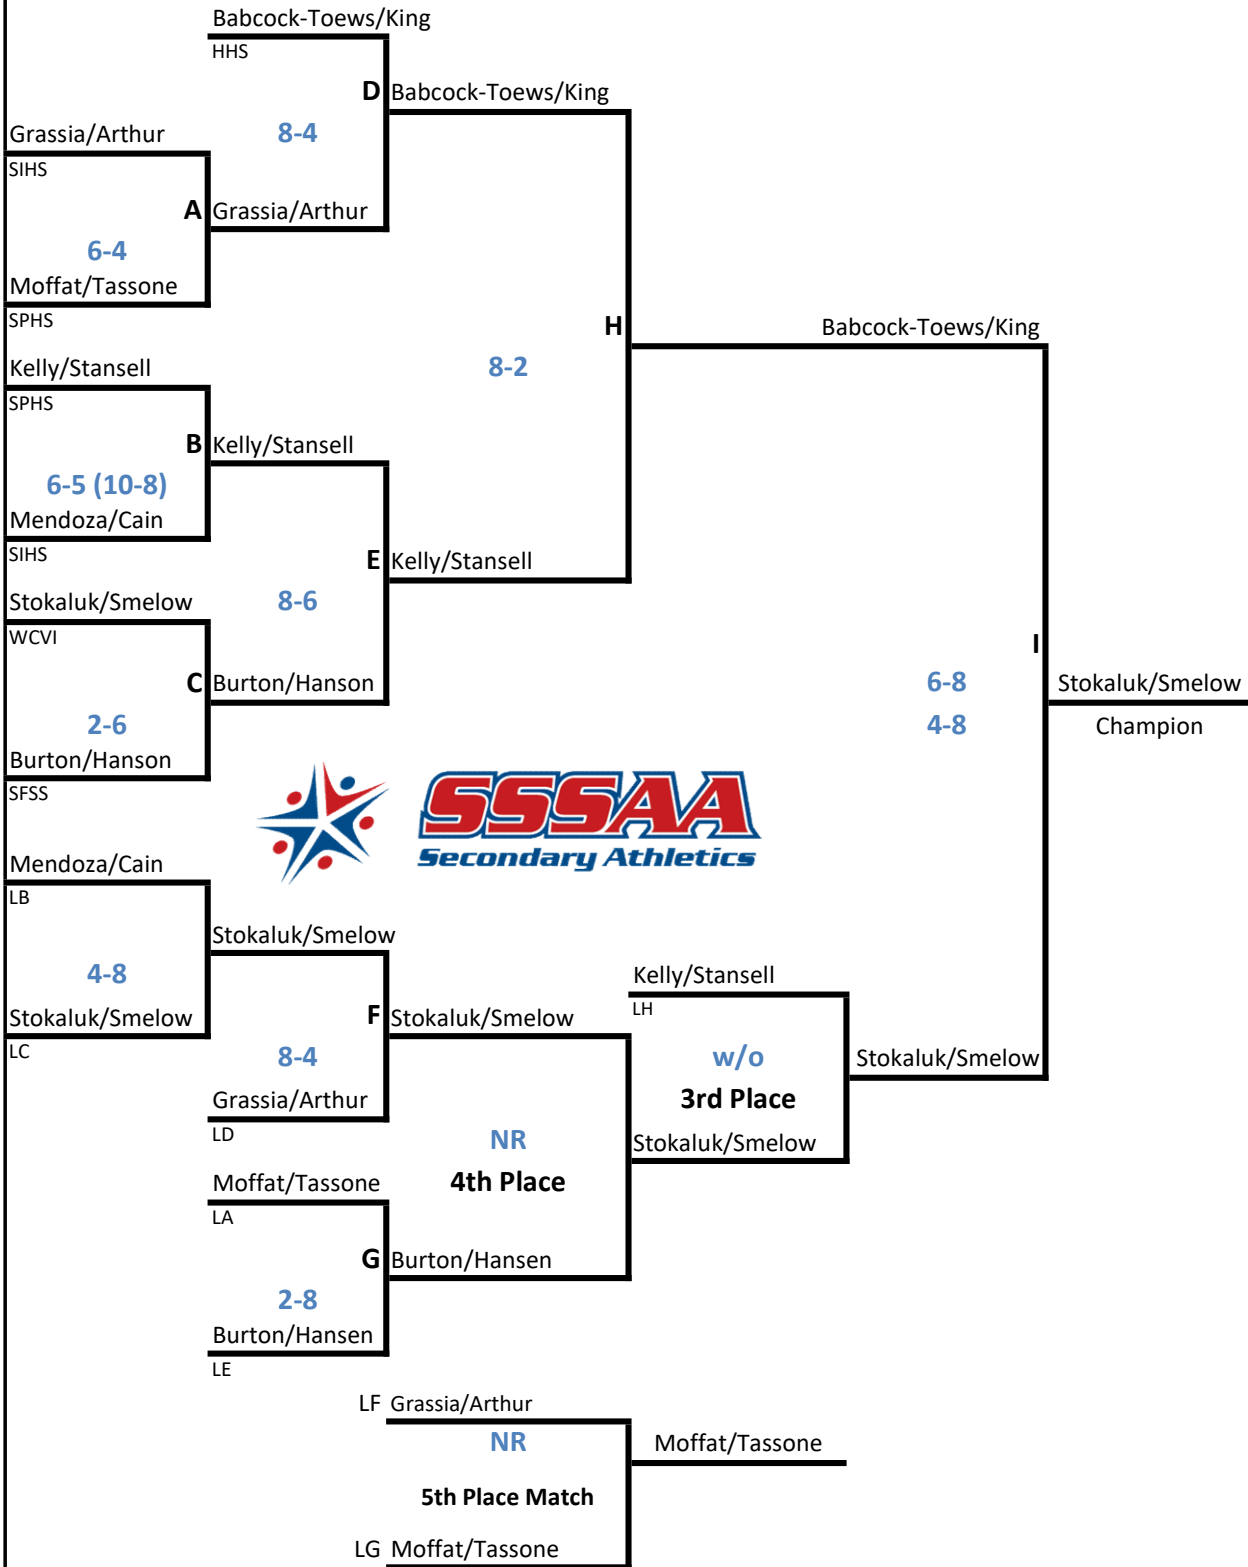 Babcock-Toews/King
HHS
D Babcock-Toews/King
8-4
Grassia/Arthur
SIHS
A Grassia/Arthur
6-4
Moffat/Tassone
SPHS
H Babcock-Toews/King
8-2
Kelly/Stansell
SPHS
B Kelly/Stansell
6-5 (10-8)
Mendoza/Cain
SIHS
E Kelly/Stansell
8-6
Stokaluk/Smelow
WCVI
C Burton/Hanson
2-6
Burton/Hanson
SFSS
I
6-8
4-8
Stokaluk/Smelow
Champion
SSSAA
Secondary Athletics
Mendoza/Cain
LB
Stokaluk/Smelow
4-8
Stokaluk/Smelow
LC
F Stokaluk/Smelow
8-4
Grassia/Arthur
LD
Kelly/Stansell
LH
w/o
3rd Place
Stokaluk/Smelow
Stokaluk/Smelow
NR
4th Place
Moffat/Tassone
LA
G Burton/Hansen
2-8
Burton/Hansen
LE
LF Grassia/Arthur
NR
Moffat/Tassone
5th Place Match
LG Moffat/Tassone